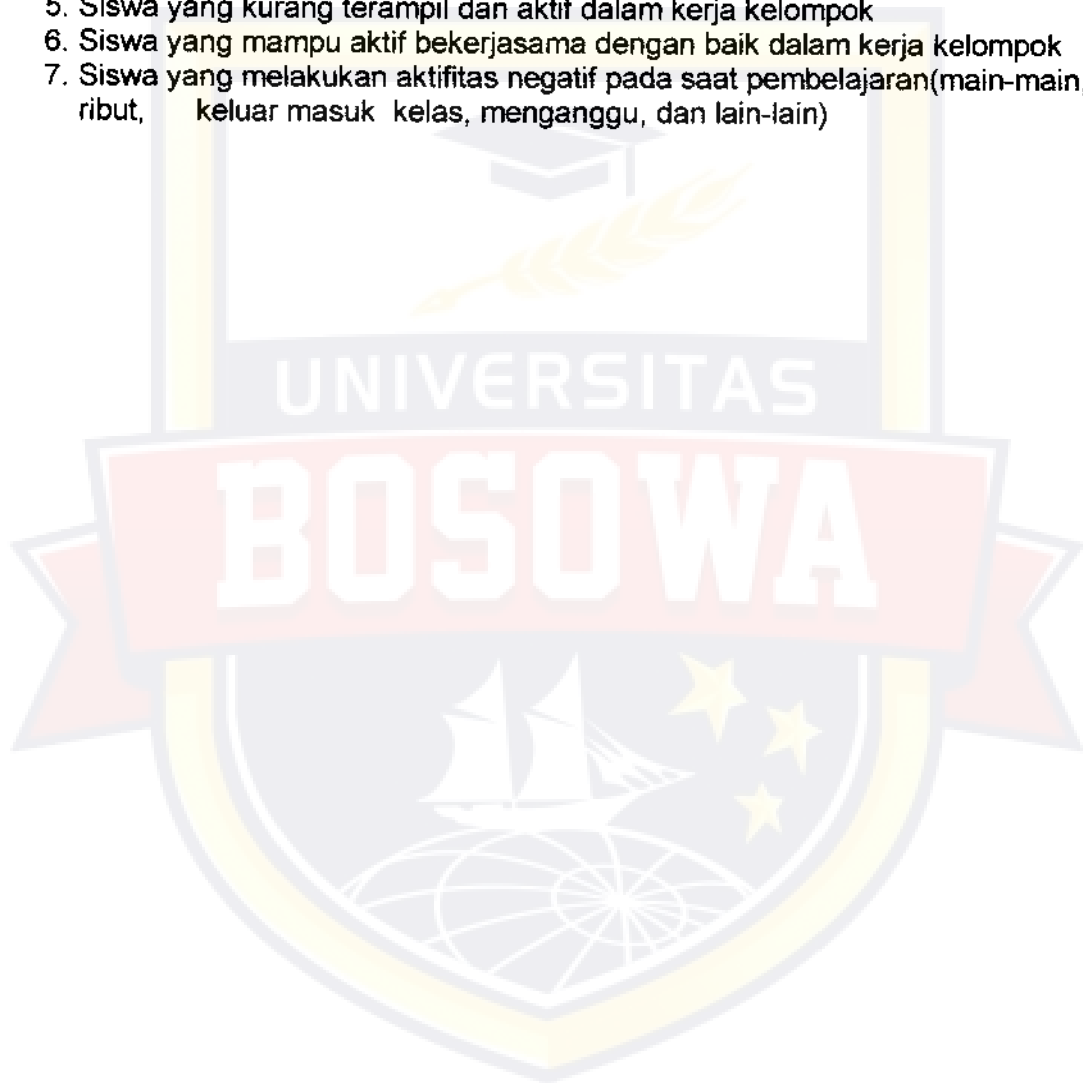 5. Siswa yang kurang terampil dan aktif dalam kerja kelompok
6. Siswa yang mampu aktif bekerjasama dengan baik dalam kerja kelompok
7. Siswa yang melakukan aktifitas negatif pada saat pembelajaran(main-main,
ribut, keluar masuk kelas, menganggu, dan lain-lain)
UNIVERSITAS
BOSOWA